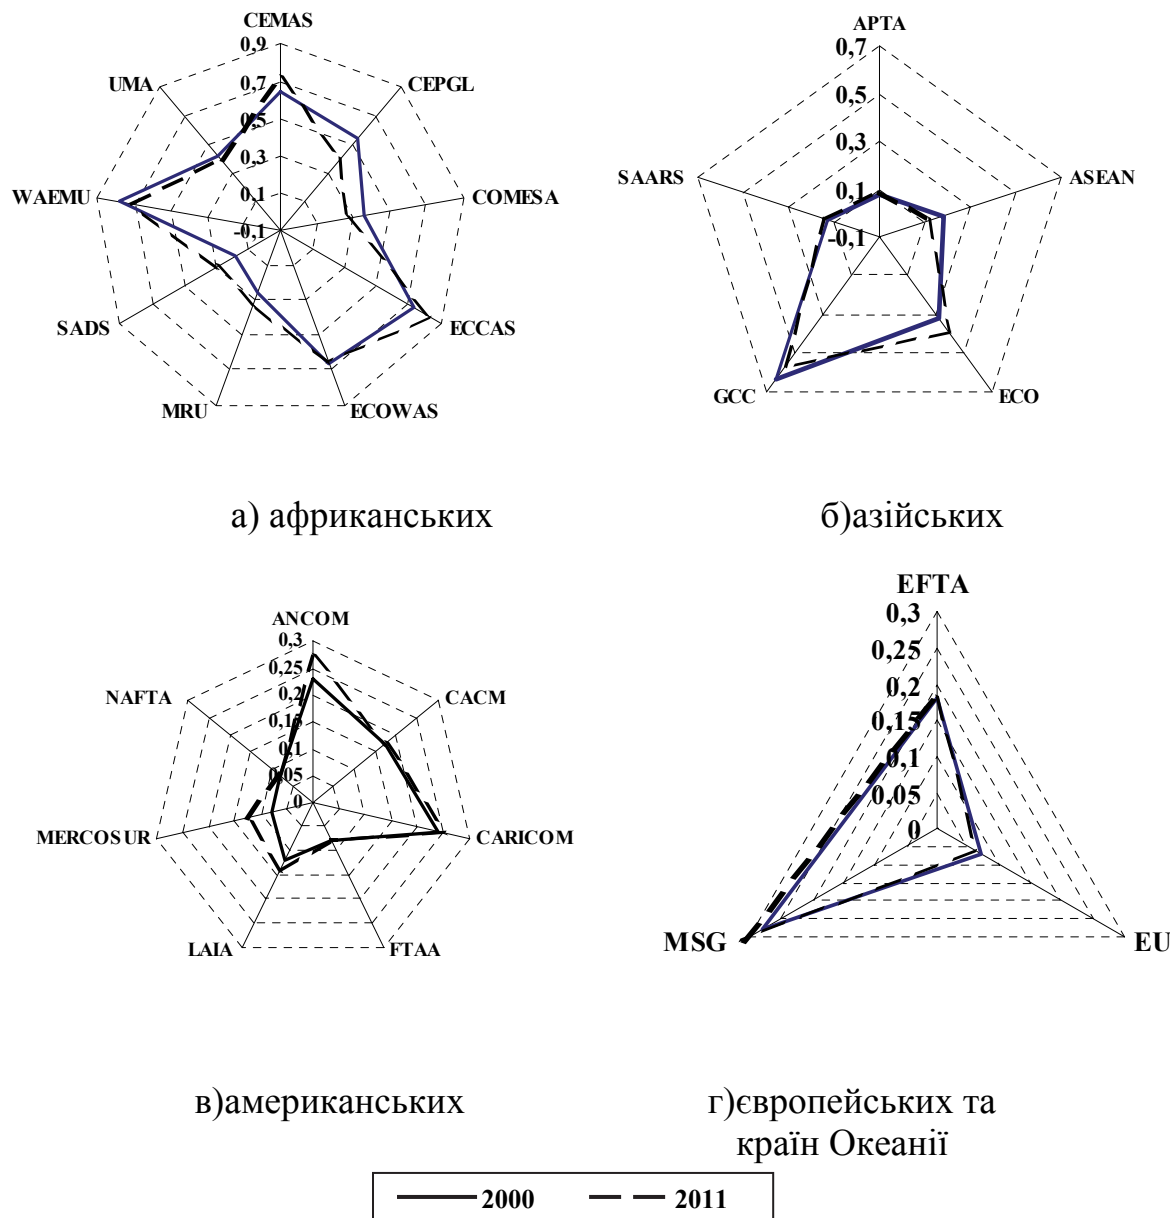 CEMAS
0,9
0,7
0,5
0,3
0,1
-0,1
CEPGL
COMESA
ECCAS
ECOWAS
MRU
SADS
WAEMU
UMA
а) африканських
APTA
0,7
0,5
0,3
0,1
-0,1
ASEAN
ECO
GCC
SAARS
б)азійських
ANCOM
0,3
0,25
0,2
0,15
0,1
0,05
0
CACM
CARICOM
FTAA
LAIA
MERCOSUR
NAFTA
в)американських
EFTA
0,3
0,25
0,2
0,15
0,1
0,05
0
EU
MSG
г)європейських та
країн Океанії
2000
2011